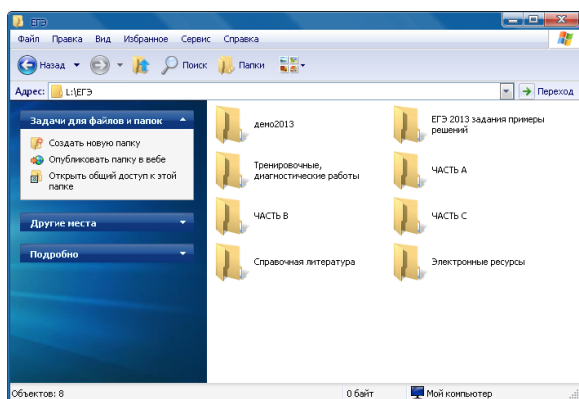 ЕГЭ
Файл Правка Вид Избранное Сервис Справка
Назад Поиск Папки
Адрес: L:\ЕГЭ Переход
Задачи для файлов и папок
Создать новую папку
Опубликовать папку в вебе
Открыть общий доступ к этой
папке
Другие места
Подробно
демо2013
ЕГЭ 2013 задания примеры
решений
Тренировочные,
диагностические работы
ЧАСТЬ А
ЧАСТЬ В
ЧАСТЬ С
Справочная литература
Электронные ресурсы
Объектов: 8 0 байт Мой компьютер